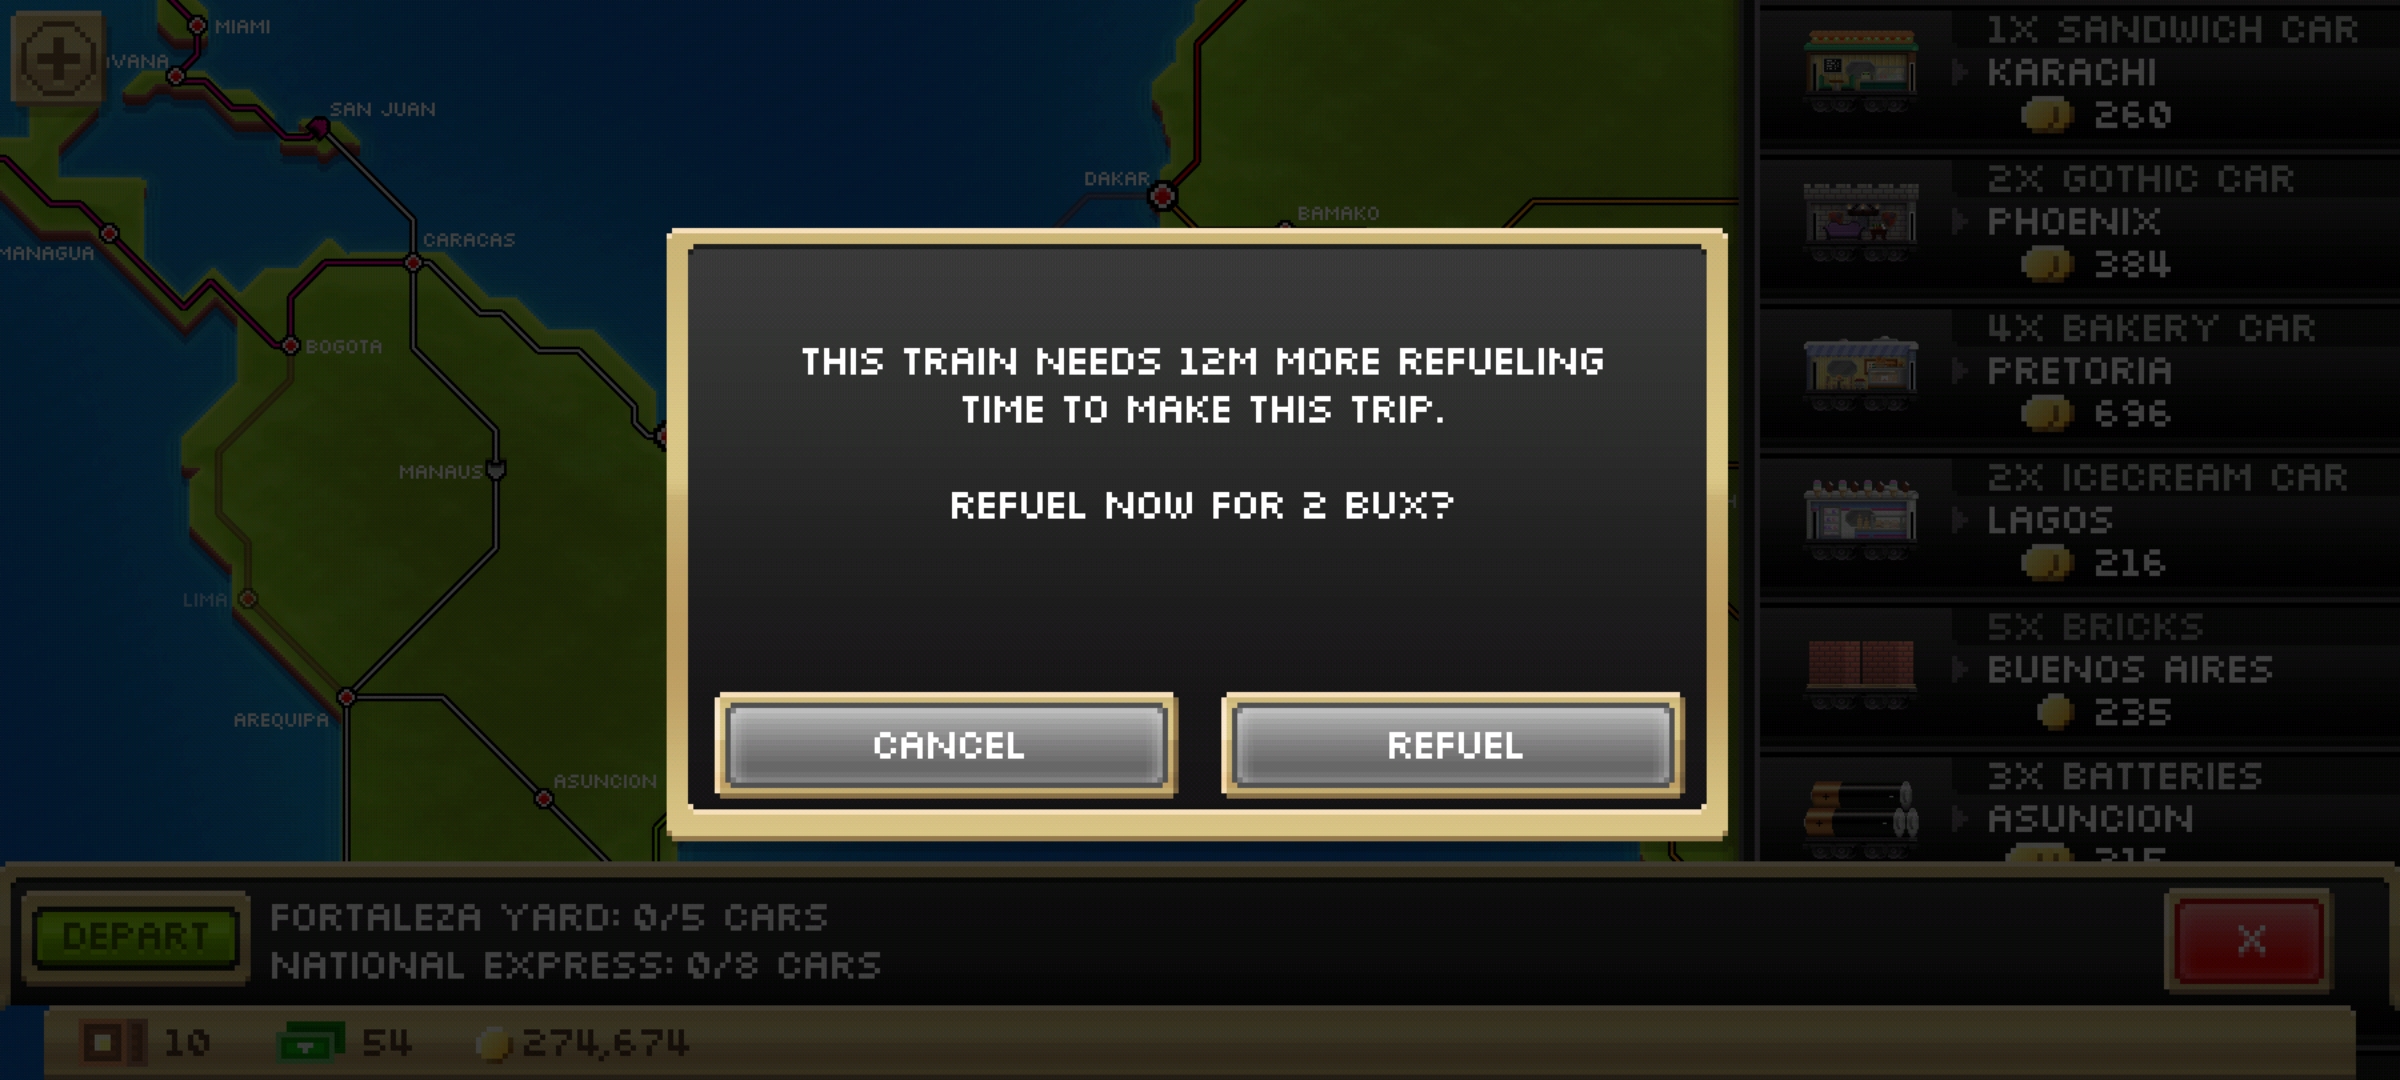 MIAMI
VANA
SAN JUAN
MANAGUA
CARACAS
BOGOTA
MANAUS
LIMA
AREQUIPA
ASUNCION
DAKAR
BAMAKO
THIS TRAIN NEEDS 12M MORE REFUELING
TIME TO MAKE THIS TRIP.
REFUEL NOW FOR 2 BUX?
CANCEL
REFUEL
1X SANDWICH CAR
KARACHI
260
2X GOTHIC CAR
PHOENIX
384
4X BAKERY CAR
PRETORIA
696
2X ICECREAM CAR
LAGOS
216
5X BRICKS
BUENOS AIRES
235
3X BATTERIES
ASUNCION
DEPART
FORTALEZA YARD: 0/5 CARS
NATIONAL EXPRESS: 0/8 CARS
X
10
54
274,674